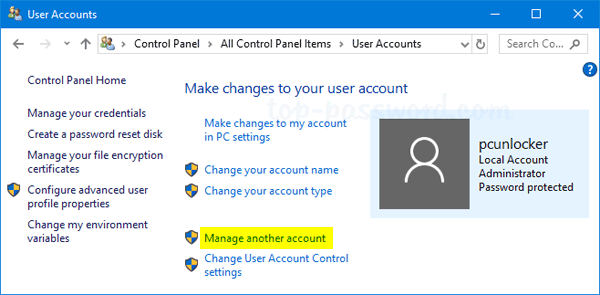 User Accounts
Control Panel > All Control Panel Items > User Accounts
Search Co...
Control Panel Home
Manage your credentials
Create a password reset disk
Manage your file encryption
certificates
Configure advanced user
profile properties
Change my environment
variables
Make changes to your user account
top-password.com
Make changes to my account
in PC settings
Change your account name
Change your account type
Manage another account
Change User Account Control
settings
pcunlocker
Local Account
Administrator
Password protected